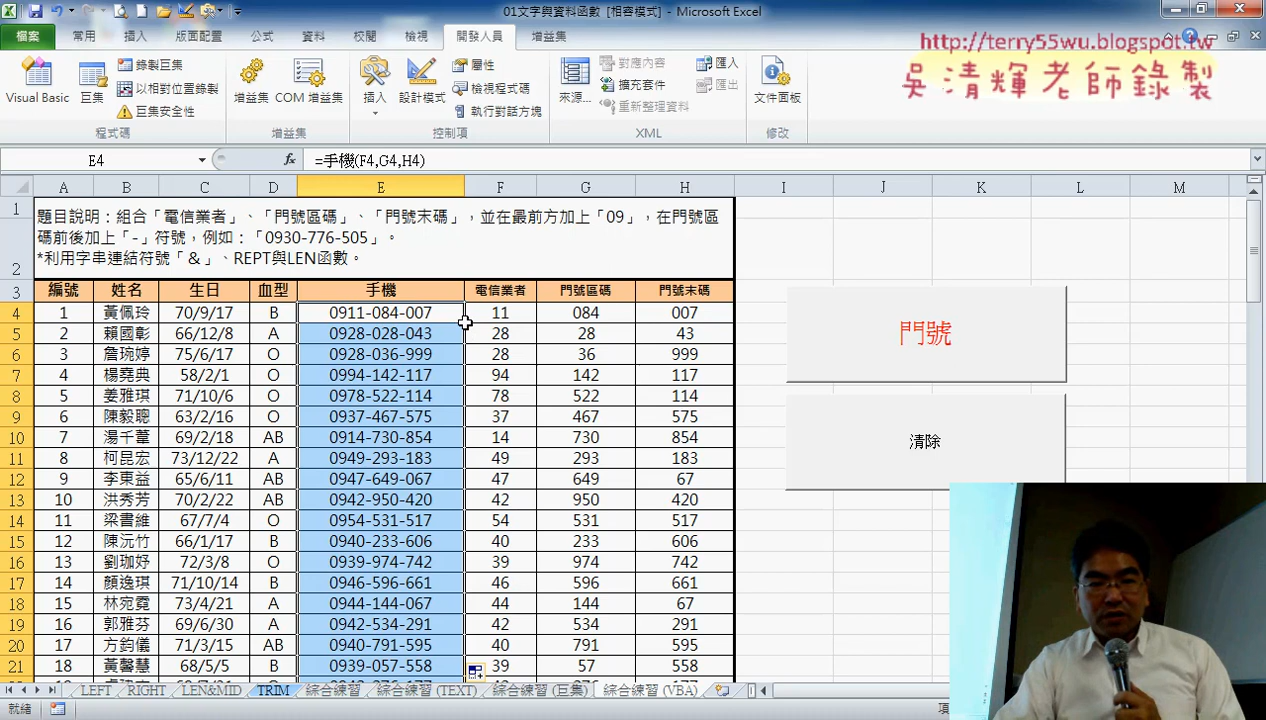 01文字與資料函數 [相容模式] - Microsoft Excel
檔案 常用 插入 版面配置 公式 資料 校閱 檢視 開發人員 增益集
http://terry55wu.blogspot.tw
吳清輝老師錄製
Visual Basic 巨集 錄製巨集 以相對位置錄製 巨集安全性 程式碼
增益集 COM 增益集 增益集
插入 設計模式 屬性 檢視程式碼 執行對話方塊 控制項
來源... 對應內容 擴充套件 重新整理資料 匯入 匯出 XML
文件面板 修改
E4 fx =手機(F4,G4,H4)
A B C D E F G H I J K L M
1 題目說明：組合「電信業者」、「門號區碼」、「門號末碼」，並在最前方加上「09」，在門號區
碼前後加上「-」符號，例如：「0930-776-505」。
2 *利用字串連結符號「&」、REPT與LEN函數。
3 編號 姓名 生日 血型 手機 電信業者 門號區碼 門號末碼
4 1 黃佩玲 70/9/17 B 0911-084-007 11 084 007
5 2 賴國彰 66/12/8 A 0928-028-043 28 28 43
6 3 詹琬婷 75/6/17 O 0928-036-999 28 36 999
7 4 楊堯典 58/2/1 O 0994-142-117 94 142 117
8 5 姜雅琪 71/10/6 O 0978-522-114 78 522 114
9 6 陳毅聰 63/2/16 O 0937-467-575 37 467 575
10 7 湯千葦 69/2/18 AB 0914-730-854 14 730 854
11 8 柯昆宏 73/12/22 A 0949-293-183 49 293 183
12 9 李東益 65/6/11 AB 0947-649-067 47 649 67
13 10 洪秀芳 70/2/22 AB 0942-950-420 42 950 420
14 11 梁書維 67/7/4 O 0954-531-517 54 531 517
15 12 陳沅竹 66/1/17 B 0940-233-606 40 233 606
16 13 劉珈妤 72/3/8 O 0939-974-742 39 974 742
17 14 顏逸琪 71/10/14 B 0946-596-661 46 596 661
18 15 林宛霓 73/4/21 A 0944-144-067 44 144 67
19 16 郭雅芬 69/6/30 A 0942-534-291 42 534 291
20 17 方鈞儀 71/3/15 AB 0940-791-595 40 791 595
21 18 黃馨慧 68/5/5 B 0939-057-558 39 57 558
門號
清除
LEFT RIGHT LEN&MID TRIM 綜合練習 綜合練習 (TEXT) 綜合練習 (巨集) 綜合練習 (VBA)
就緒